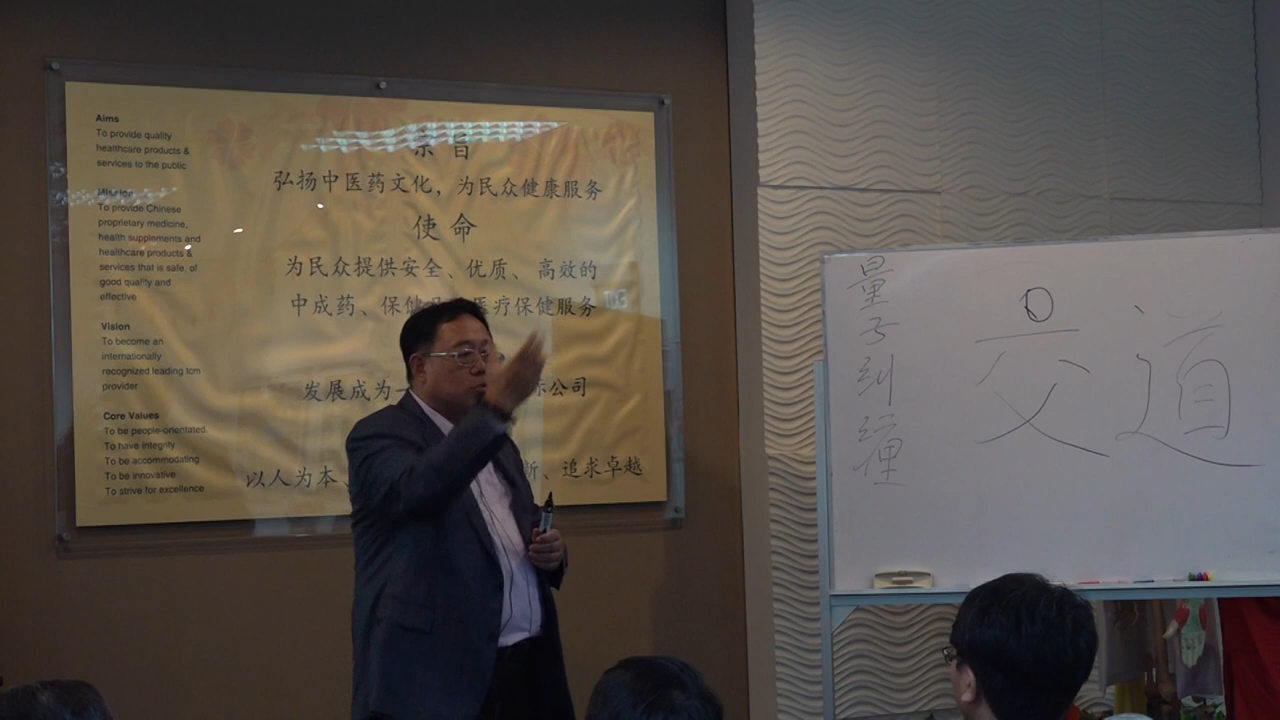 Aims
To provide quality
healthcare products &
services to the public
Mission
To provide Chinese
proprietary medicine,
health supplements and
healthcare products &
services that is safe, of
good quality and
effective
Vision
To become an
internationally
recognized leading tcm
provider
Core Values
To be people-orientated.
To have integrity
To be accommodating
To be innovative
To strive for excellence
宗旨
弘扬中医药文化，为民众健康服务
使命
为民众提供安全、优质、高效的
中成药、保健 医疗保健服务
发展成为一 际公司
以人为本、 新、追求卓越
量子纠缠
交道